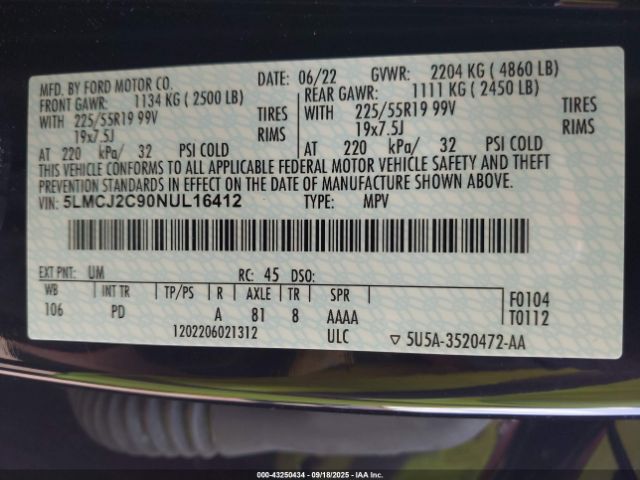 MFD. BY FORD MOTOR CO. DATE: 06/22 GVWR: 2204 KG ( 4860 LB)
FRONT GAWR: 1134 KG ( 2500 LB) REAR GAWR: 1111 KG ( 2450 LB)
WITH 225/55R19 99V TIRES WITH 225/55R19 99V TIRES
19x7.5J RIMS 19x7.5J RIMS
AT 220 kPa/ 32 PSI COLD AT 220 kPa/ 32 PSI COLD
THIS VEHICLE CONFORMS TO ALL APPLICABLE FEDERAL MOTOR VEHICLE SAFETY AND THEFT
PREVENTION STANDARDS IN EFFECT ON THE DATE OF MANUFACTURE SHOWN ABOVE.
VIN: 5LMCJ2C90NUL16412 TYPE: MPV
EXT PNT: UM RC: 45 DSO:
WB INT TR TP/PS R AXLE TR SPR F0104
106 PD A 81 8 AAAA T0112
1202206021312 ULC ▽ 5U5A-3520472-AA
000-43250434 - 09/18/2025 - IAA, Inc.